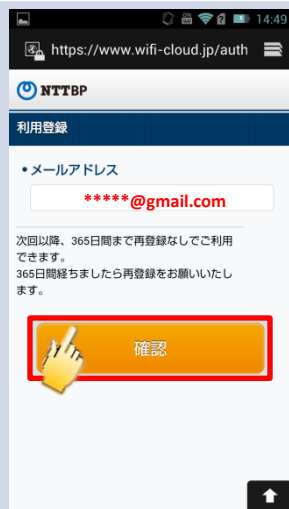 14:49
https://www.wifi-cloud.jp/auth
NTTBP
利用登録
•メールアドレス
*****@gmail.com
次回以降、365日間まで再登録なしでご利用
できます。
365日間経ちましたら再登録をお願いいたし
ます。
確認